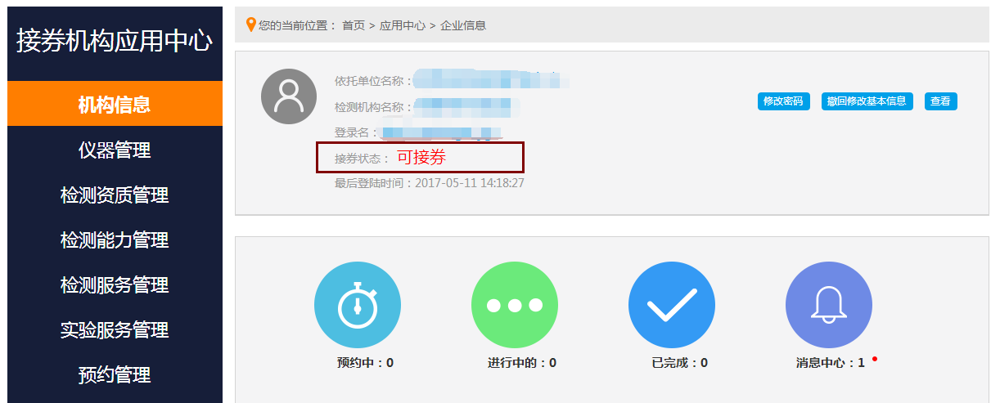 接券机构应用中心
机构信息
仪器管理
检测资质管理
检测能力管理
检测服务管理
实验服务管理
预约管理
您的当前位置： 首页 > 应用中心 > 企业信息
依托单位名称：
检测机构名称：
登录名：
接券状态： 可接券
最后登陆时间：2017-05-11 14:18:27
修改密码 撤回修改基本信息 查看
预约中：0 进行中的：0 已完成：0 消息中心：1